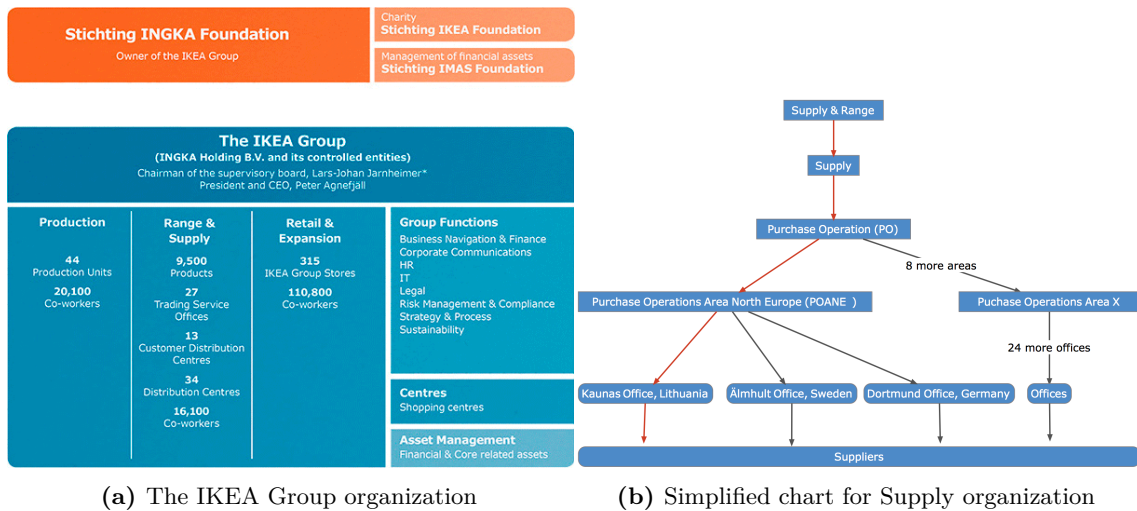 Stichting INGKA Foundation
Owner of the IKEA Group
Charity
Stichting IKEA Foundation
Management of financial assets
Stichting IMAS Foundation
The IKEA Group
(INGKA Holding B.V. and its controlled entities)
Chairman of the supervisory board, Lars-Johan Jarnheimer*
President and CEO, Peter Agnefjäll
Production
44
Production Units
20,100
Co-workers
Range &
Supply
9,500
Products
27
Trading Service
Offices
13
Customer Distribution
Centres
34
Distribution Centres
16,100
Co-workers
Retail &
Expansion
315
IKEA Group Stores
110,800
Co-workers
Group Functions
Business Navigation & Finance
Corporate Communications
HR
IT
Legal
Risk Management & Compliance
Strategy & Process
Sustainability
Centres
Shopping centres
Asset Management
Financial & Core related assets
(a) The IKEA Group organization
Supply & Range
Supply
Purchase Operation (PO)
8 more areas
Purchase Operations Area North Europe (POANE )
Puchase Operations Area X
24 more offices
Kaunas Office, Lithuania
Älmhult Office, Sweden
Dortmund Office, Germany
Offices
Suppliers
(b) Simplified chart for Supply organization